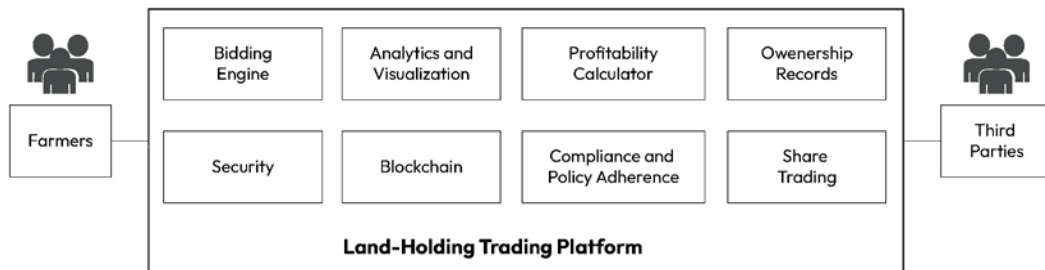 Bidding
Engine
Analytics and
Visualization
Profitability
Calculator
Owenership
Records
Farmers
Third
Parties
Security
Blockchain
Compliance and
Policy Adherence
Share
Trading
Land-Holding Trading Platform